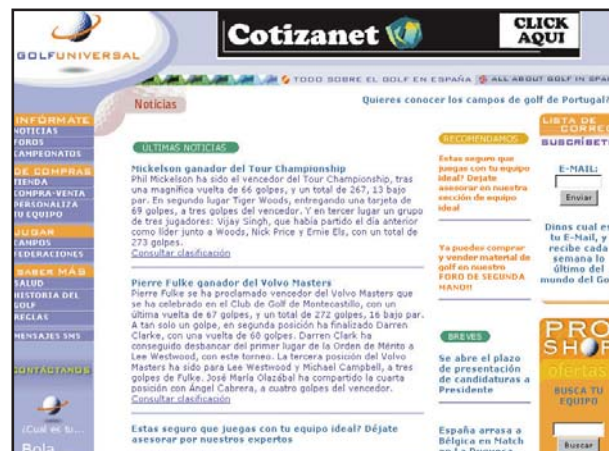 GOLFUNIVERSAL
Cotizanet
CLICK
AQUI
TODO SOBRE EL GOLF EN ESPAÑA
ALL ABOUT GOLF IN SPAI
Noticias
Quieres conocer los campos de golf de Portugal?
INFÓRMATE
NOTICIAS
FOROS
CAMPEONATOS
DE COMPRAS
TIENDA
COMPRA-VENTA
PERSONALIZA
TU EQUIPO
JUGAR
CAMPOS
FEDERACIONES
SABER MÁS
SALUD
HISTORIA DEL
GOLF
REGLAS
MENSAJES SMS
CONTÁCTANOS
¿Cual es tu...
Bola
ÚLTIMAS NOTICIAS
Mickelson ganador del Tour Championship
Phil Mickelson ha sido el vencedor del Tour Championship, tras
una magnífica vuelta de 66 golpes, y un total de 267, 13 bajo
par. En segundo lugar Tiger Woods, entregando una tarjeta de
69 golpes, a tres golpes del vencedor. Y en tercer lugar un grupo
de tres jugadores: Vijay Singh, que había partido el día anterior
como líder junto a Woods, Nick Price y Ernie Els, con un total de
273 golpes.
Consultar clasificación
Pierre Fulke ganador del Volvo Masters
Pierre Fulke se ha proclamado vencedor del Volvo Masters que
se ha celebrado en el Club de Golf de Montecastillo, con un
última vuelta de 67 golpes, y un total de 272 golpes, 16 bajo par.
A tan solo un golpe, en segunda posición ha finalizado Darren
Clarke, con una vuelta de 60 golpes. Darren Clark ha
conseguido desbancar del primer lugar de la Orden de Mérito a
Lee Westwood, con este torneo. La tercera posición del Volvo
Masters ha sido para Lee Westwood y Michael Campbell, a tres
golpes de Fulke. José María Olazábal ha compartido la cuarta
posición con Ángel Cabrera, a cuatro golpes del vencedor.
Consultar clasificación
Estas seguro que juegas con tu equipo ideal? Déjate
asesorar por nuestros expertos
RECOMENDAMOS
Estas seguro que
juegas con tu equipo
ideal? Dejate
asesorar en nuestra
sección de equipo
ideal
Ya puedes comprar
y vender material de
golf en nuestro
FORO DE SEGUNDA
MANO!!
BREVES
Se abre el plazo
de presentación
de candidaturas a
Presidente
España arrasa a
Bélgica en Match
en La Duquesa
LISTA DE
CORREO
SUBSCRÍBETE
E-MAIL:
Enviar
Dinos cual es
tu E-Mail, y
recibe cada
semana lo
último del
mundo del Go
PRO
SHOP
ofertas
BUSCA TU
EQUIPO
Buscar